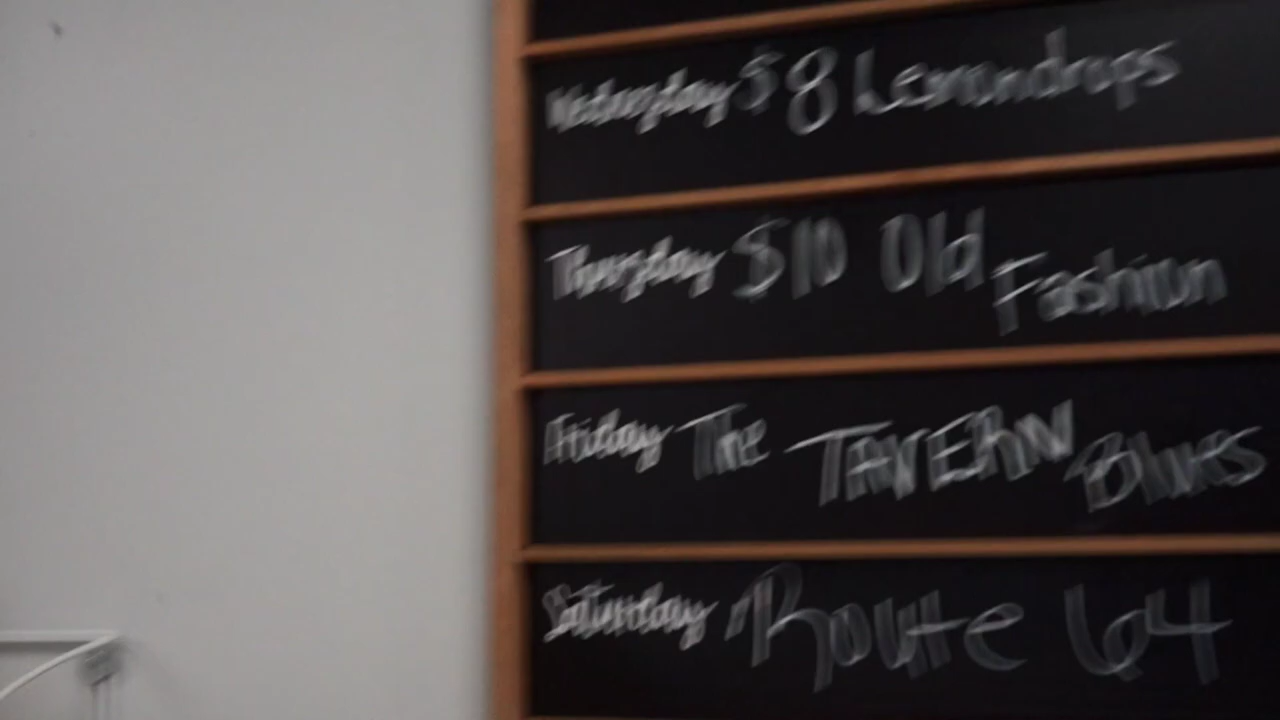 Wednesday $8 Lemondrops
Thursday $10 Old Fashion
Friday The TAVERN Blues
Saturday Route 64